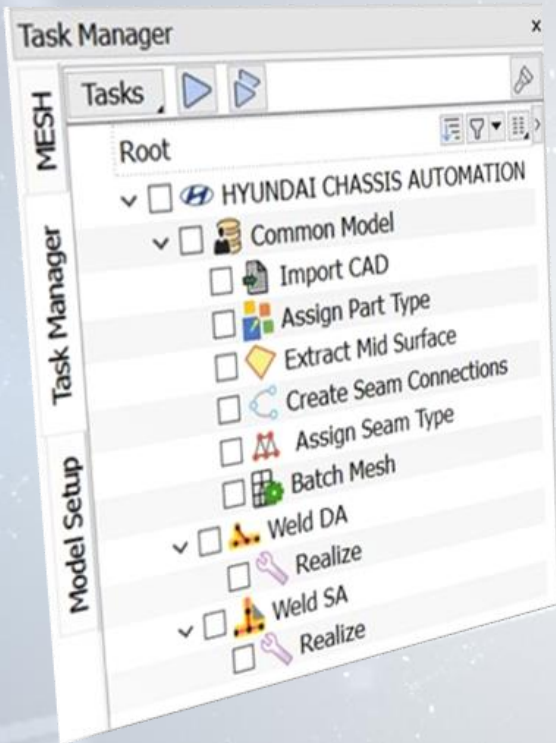 Task Manager
x
MESH
Tasks
Root
HYUNDAI CHASSIS AUTOMATION
Common Model
Import CAD
Assign Part Type
Extract Mid Surface
Create Seam Connections
Assign Seam Type
Batch Mesh
Weld DA
Realize
Weld SA
Realize
Task Manager
Model Setup